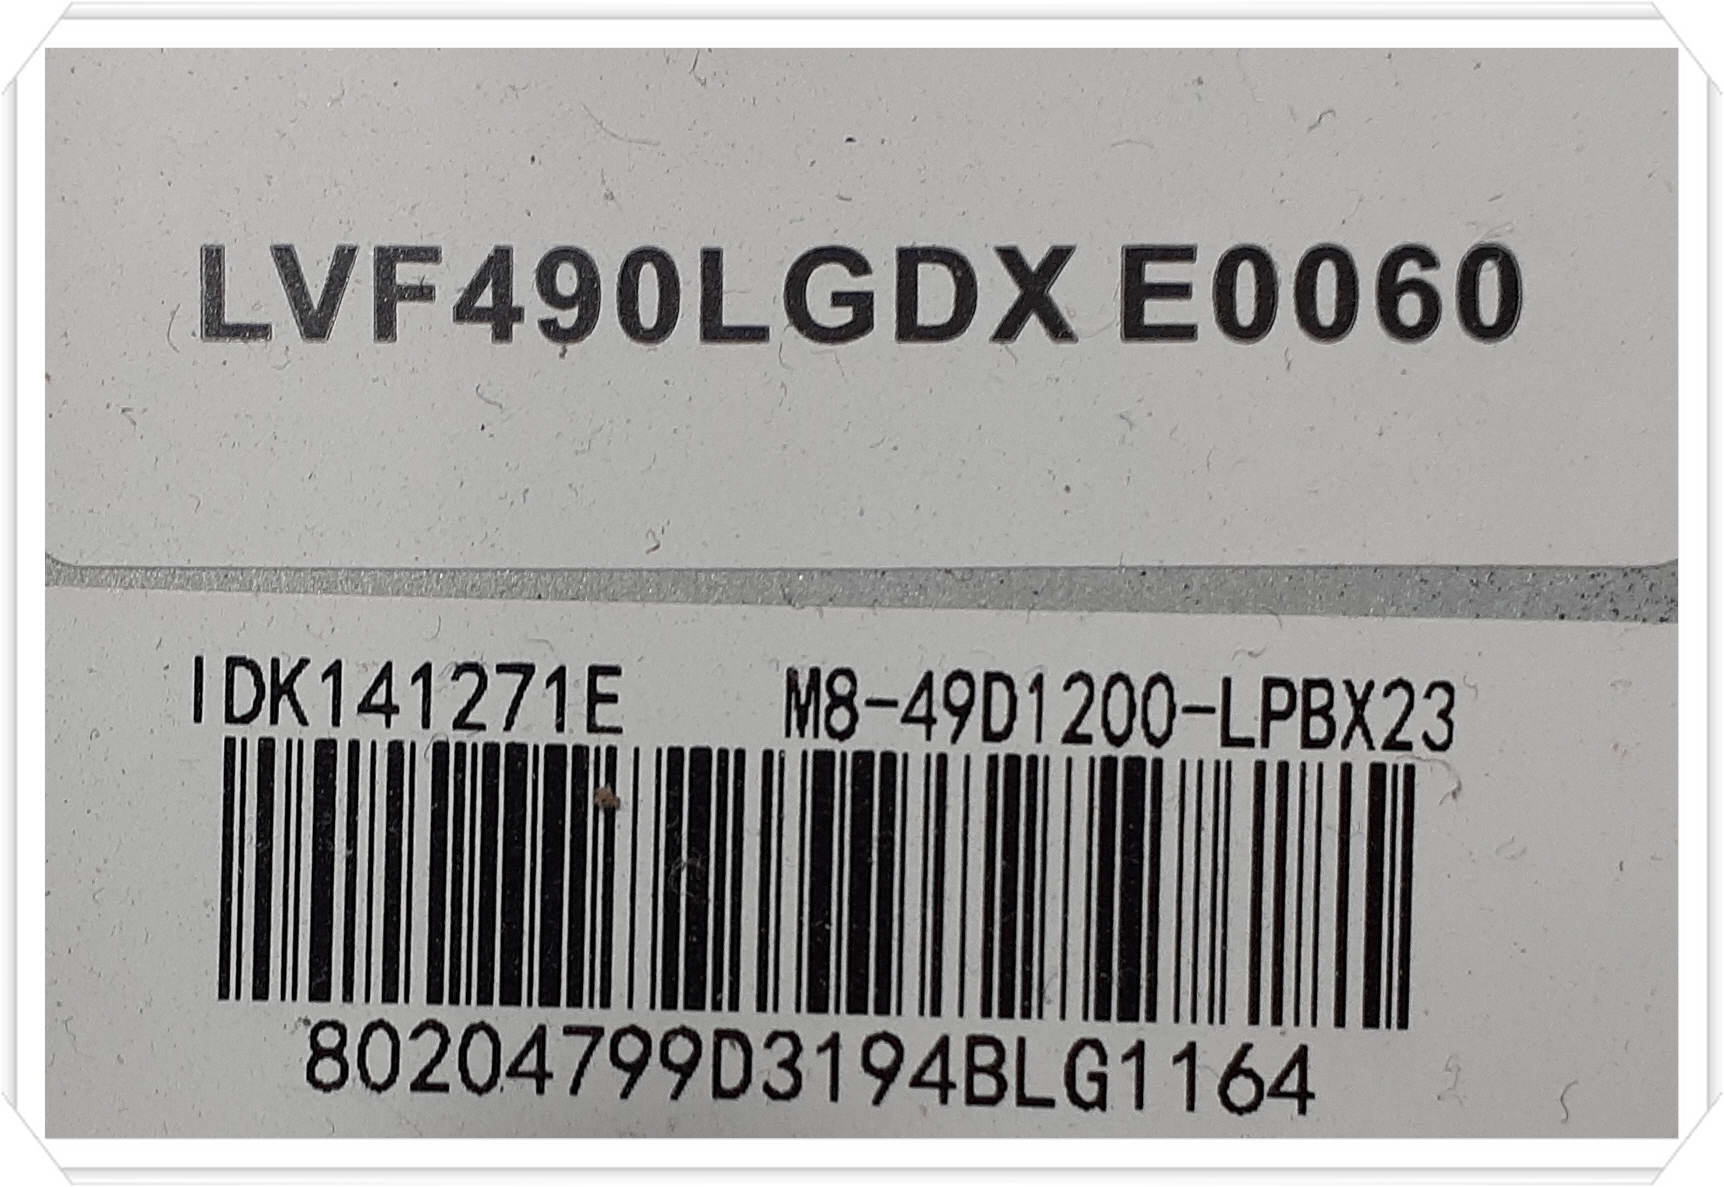 LVF490LGDX E0060
IDK141271E M8-49D1200-LPBX23
80204799D3194BLG1164